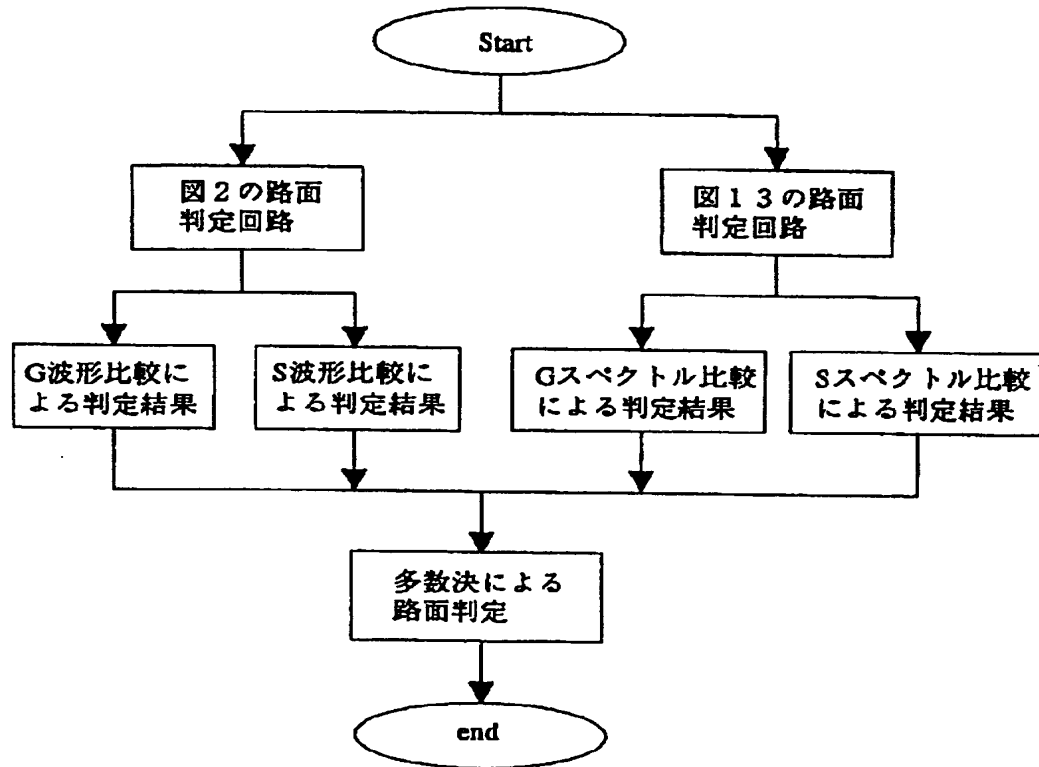 Start
図2の路面
判定回路
図13の路面
判定回路
G波形比較に
よる判定結果
S波形比較に
よる判定結果
Gスペクトル比較
による判定結果
Sスペクトル比較
による判定結果
多数決による
路面判定
end